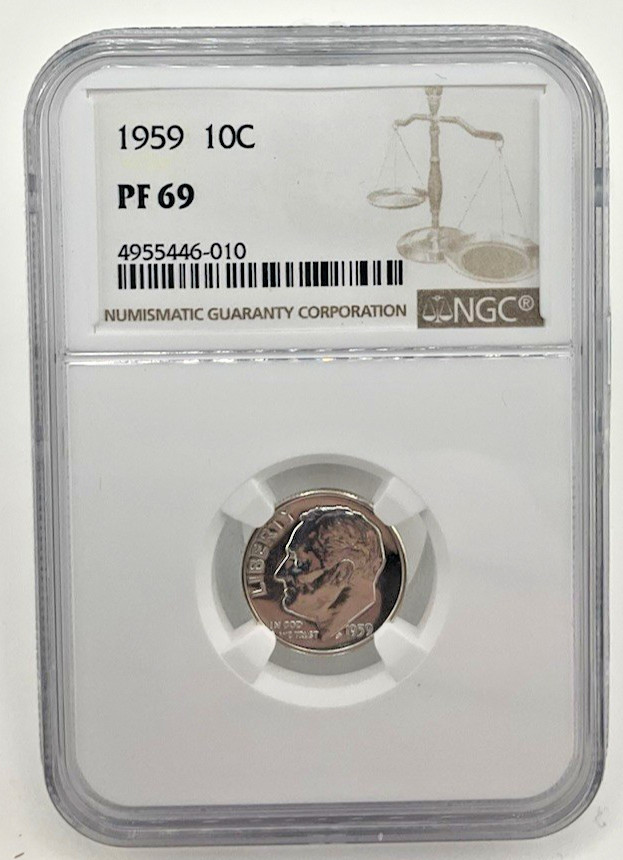 1959 10C
PF 69
4955446-010
NUMISMATIC GUARANTY CORPORATION
NGC®
LIBERTY
IN GOD
WE TRUST
1959